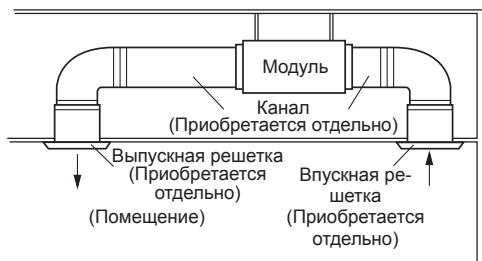 Модуль
Канал
(Приобретается отдельно)
Выпускная решетка
(Приобретается
отдельно)
(Помещение)
Впускная ре-
шетка
(Приобретается
отдельно)